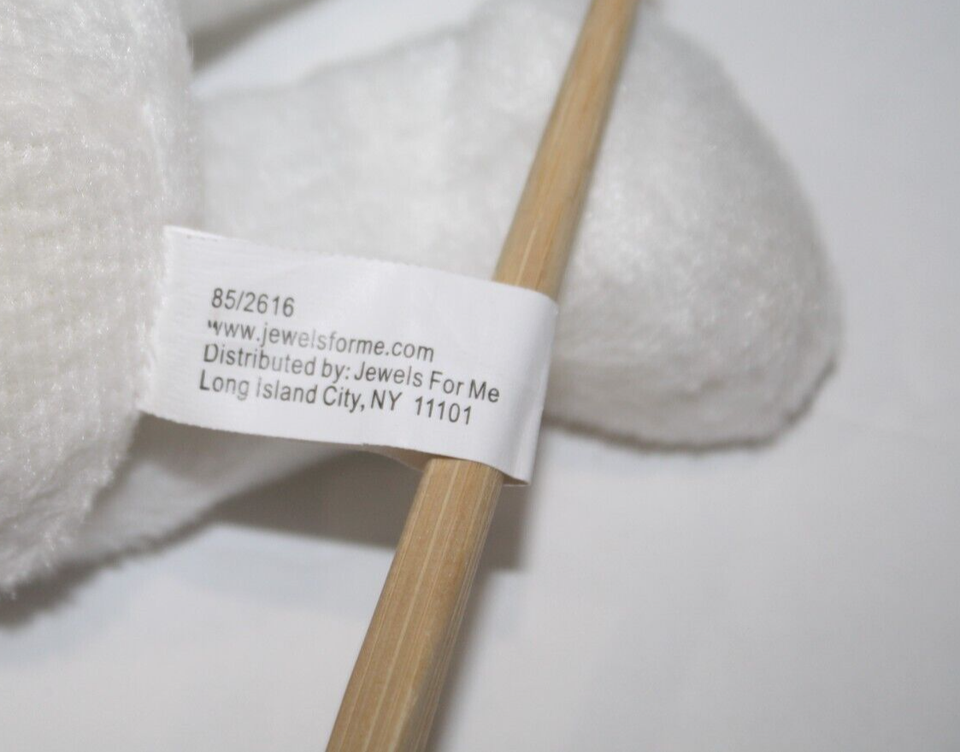 85/2616
www.jewelsforme.com
Distributed by: Jewels For Me
Long Island City, NY 11101